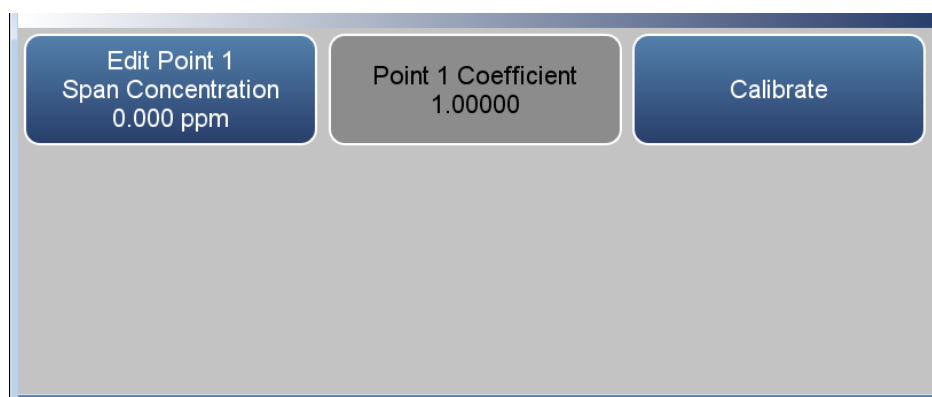 Edit Point 1
Span Concentration
0.000 ppm
Point 1 Coefficient
1.00000
Calibrate